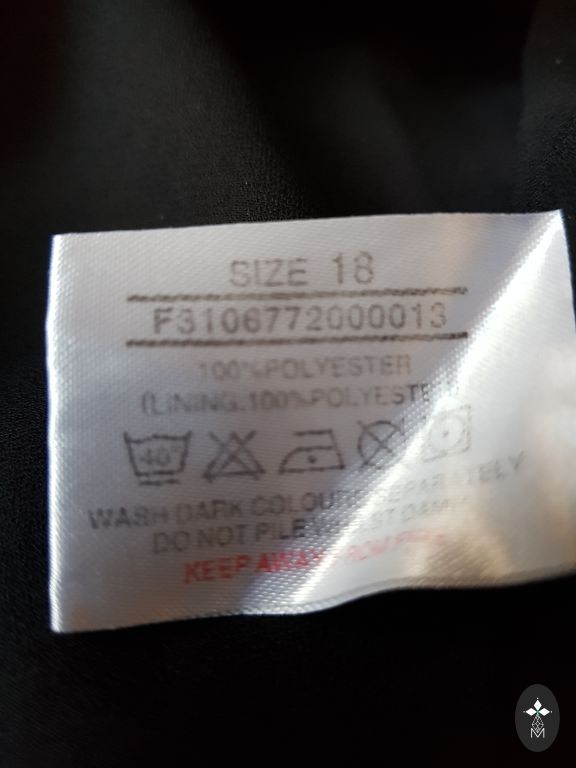 SIZE 18
F3106772000013
100%POLYESTER
(LINING:100%POLYESTER)
40°
WASH DARK COLOURS SEPARATELY
DO NOT PILE WHILST DAMP
KEEP AWAY FROM FIRE
M